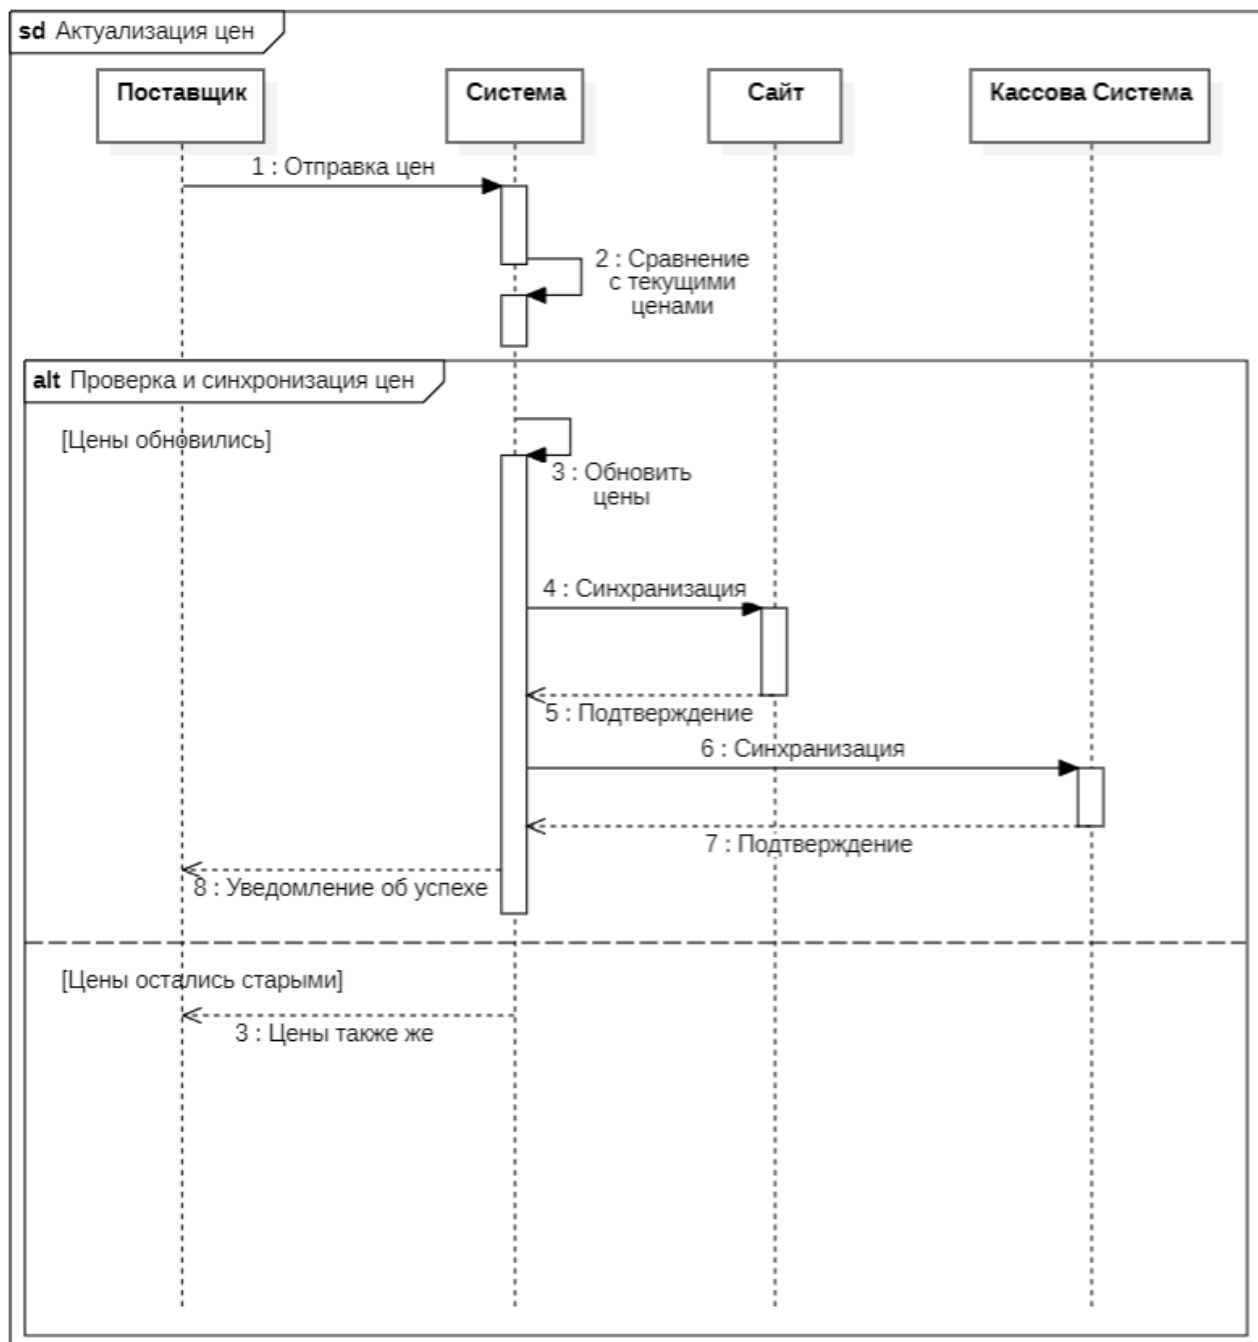 sd Актуализация цен
Поставщик
Система
Сайт
Кассова Система
1 : Отправка цен
2 : Сравнение
с текущими
ценами
alt Проверка и синхронизация цен
[Цены обновились]
3 : Обновить
цены
4 : Синхранизация
5 : Подтверждение
6 : Синхранизация
7 : Подтверждение
8 : Уведомление об успехе
[Цены остались старыми]
3 : Цены также же